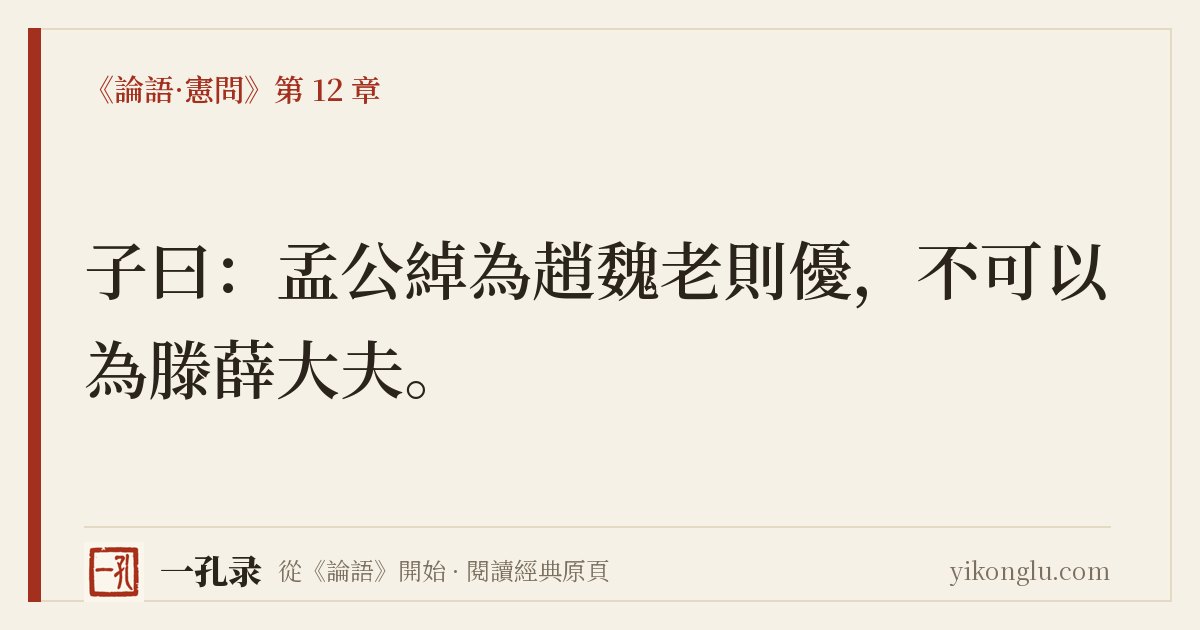 《論語·憲問》第 12 章
子曰：孟公綽為趙魏老則優，不可以
為滕薛大夫。
一孔
一孔录 從《論語》開始 · 閱讀經典原頁
yikonglu.com